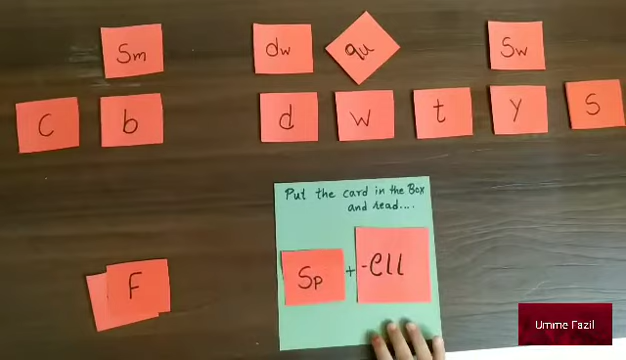 Sm dw qu Sw
C b d w t y S
Put the card in the Box
and read....
F Sp + -ell
Umme Fazil